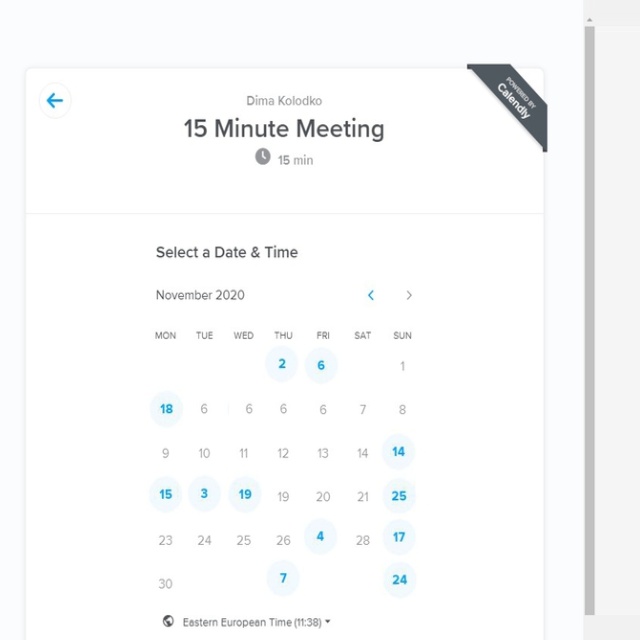 POWERED BY
Calendly
Dima Kolodko
15 Minute Meeting
15 min
Select a Date & Time
November 2020
MON TUE WED THU FRI SAT SUN
2 6 1
18 6 6 6 6 7 8
9 10 11 12 13 14 14
15 3 19 19 20 21 25
23 24 25 26 4 28 17
30 7 24
Eastern European Time (11:38)